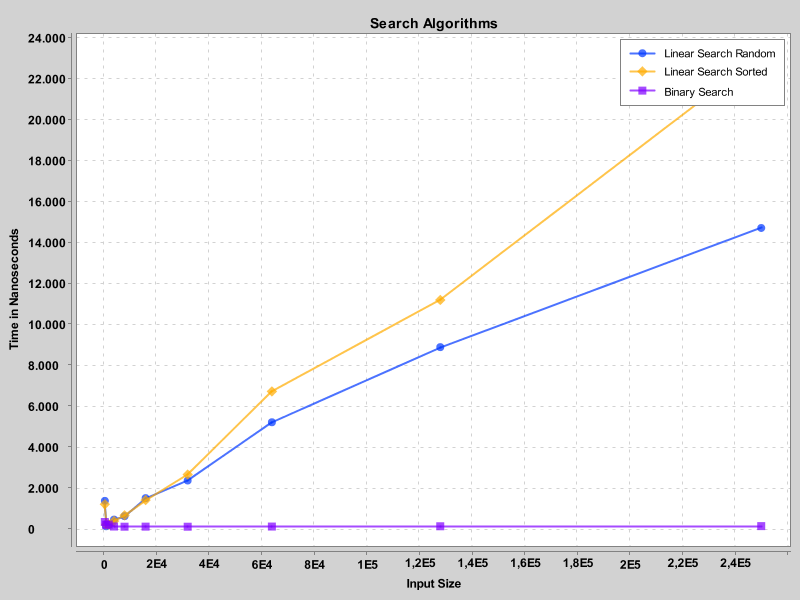 Search Algorithms
24.000
22.000
20.000
18.000
16.000
14.000
12.000
10.000
8.000
6.000
4.000
2.000
0
Time in Nanoseconds
Linear Search Random
Linear Search Sorted
Binary Search
0 2E4 4E4 6E4 8E4 1E5 1,2E5 1,4E5 1,6E5 1,8E5 2E5 2,2E5 2,4E5
Input Size